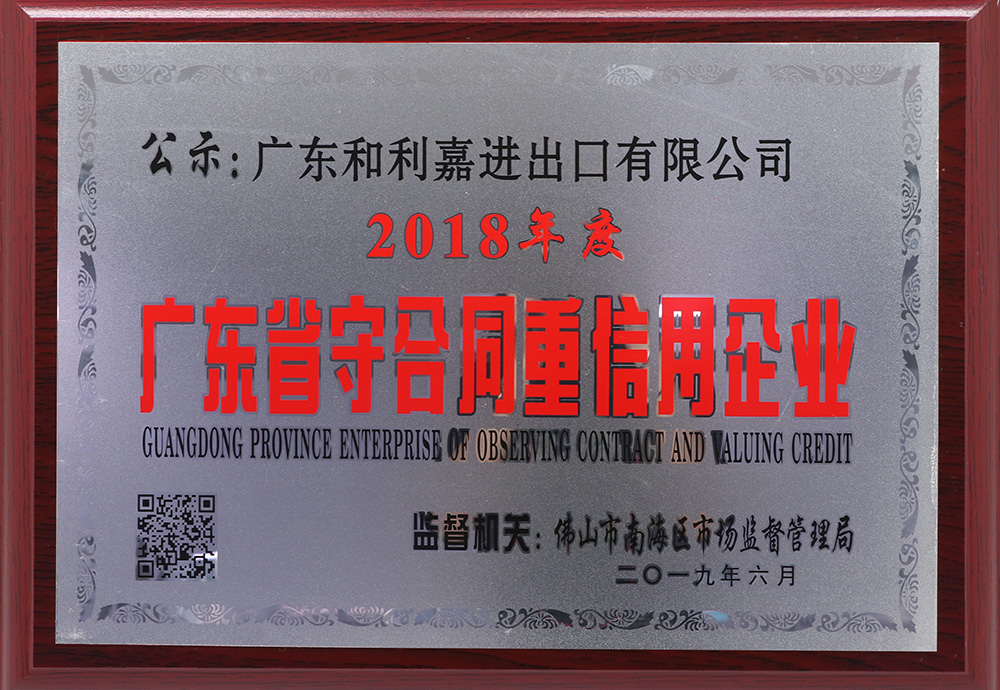 公示:广东和利嘉进出口有限公司
2018年度
广东省守合同重信用企业
GUANGDONG PROVINCE ENTERPRISE OF OBSERVING CONTRACT AND VALUING CREDIT
监督机关:佛山市南海区市场监督管理局
二〇一九年六月